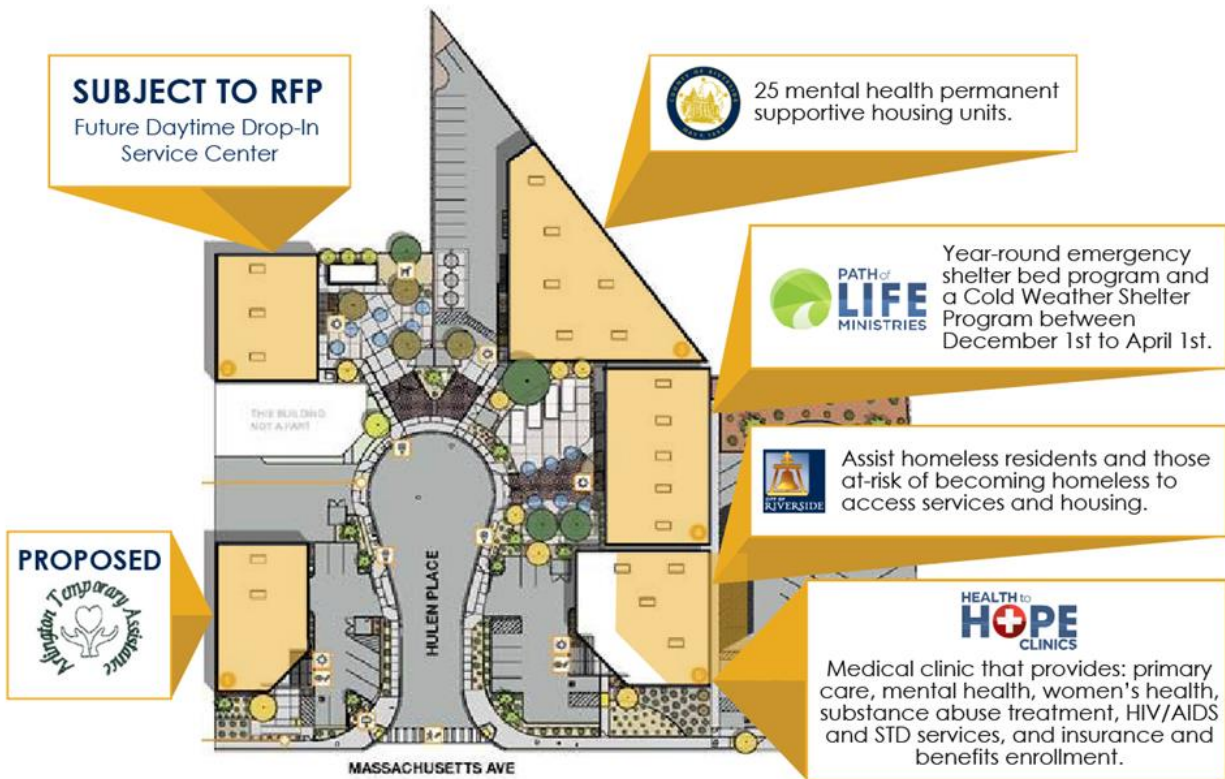 SUBJECT TO RFP
Future Daytime Drop-In
Service Center
25 mental health permanent
supportive housing units.
PATH of
LIFE
MINISTRIES
Year-round emergency
shelter bed program and
a Cold Weather Shelter
Program between
December 1st to April 1st.
THIS BUILDING
NOT A PART
CITY OF
RIVERSIDE
Assist homeless residents and those
at-risk of becoming homeless to
access services and housing.
PROPOSED
Arlington Temporary Assistance
HULEN PLACE
HEALTH to
HOPE
CLINICS
Medical clinic that provides: primary
care, mental health, women's health,
substance abuse treatment, HIV/AIDS
and STD services, and insurance and
benefits enrollment.
MASSACHUSETTS AVE